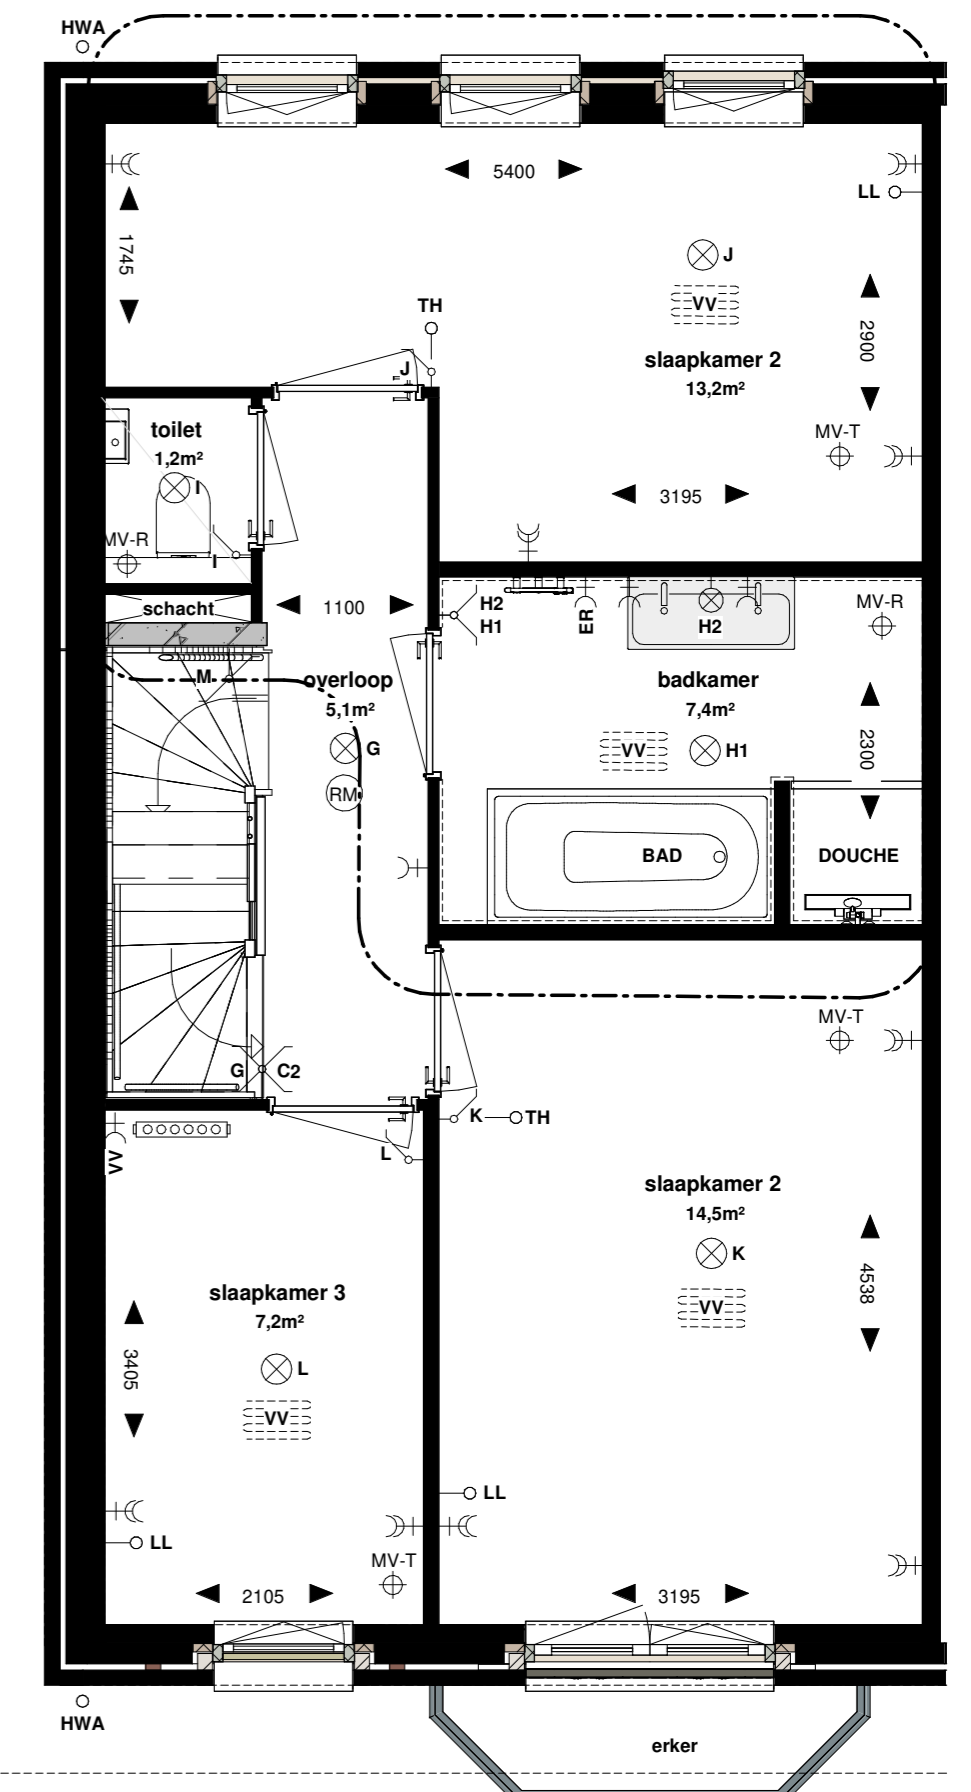 HWA
5400
LL
1745
J
VV
TH
2900
slaapkamer 2
13,2m²
J
toilet
1,2m²
MV-T
I
3195
MV-R
I
schacht
1100
H2
H1
ER
H2
MV-R
M
overloop
5,1m²
badkamer
7,4m²
G
VV
H1
2300
RM
BAD
DOUCHE
MV-T
G
C2
K
TH
VV
L
slaapkamer 2
14,5m²
K
4538
slaapkamer 3
7,2m²
VV
3405
L
VV
LL
LL
MV-T
2105
3195
HWA
erker